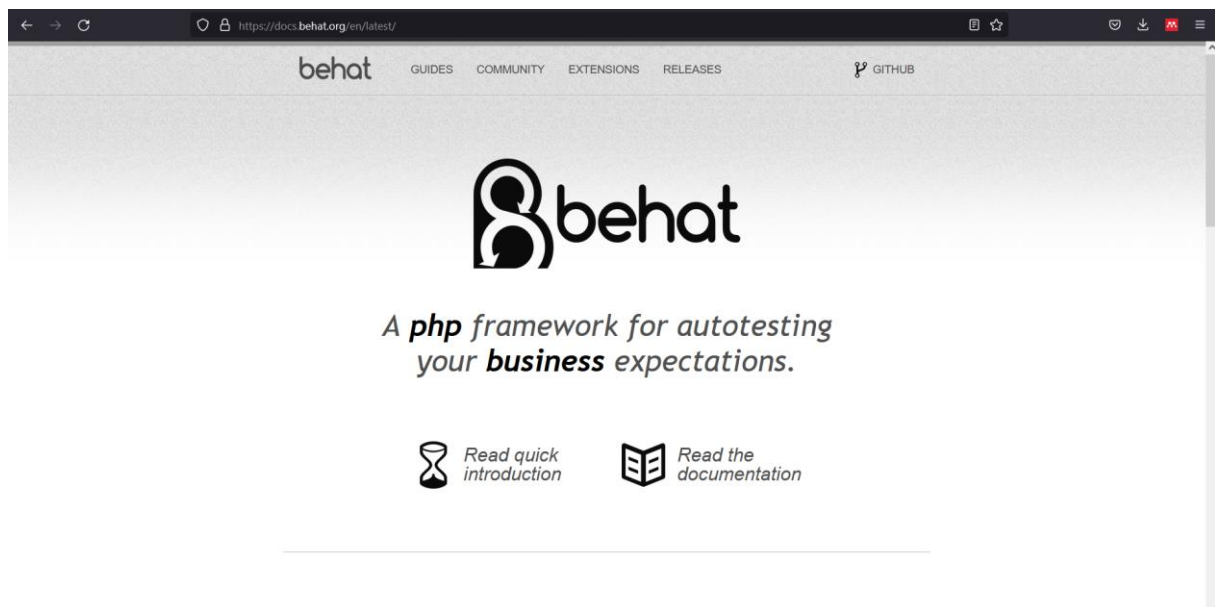 https://docs.behat.org/en/latest/
behat GUIDES COMMUNITY EXTENSIONS RELEASES GITHUB
behat
A php framework for autotesting
your business expectations.
Read quick
introduction
Read the
documentation